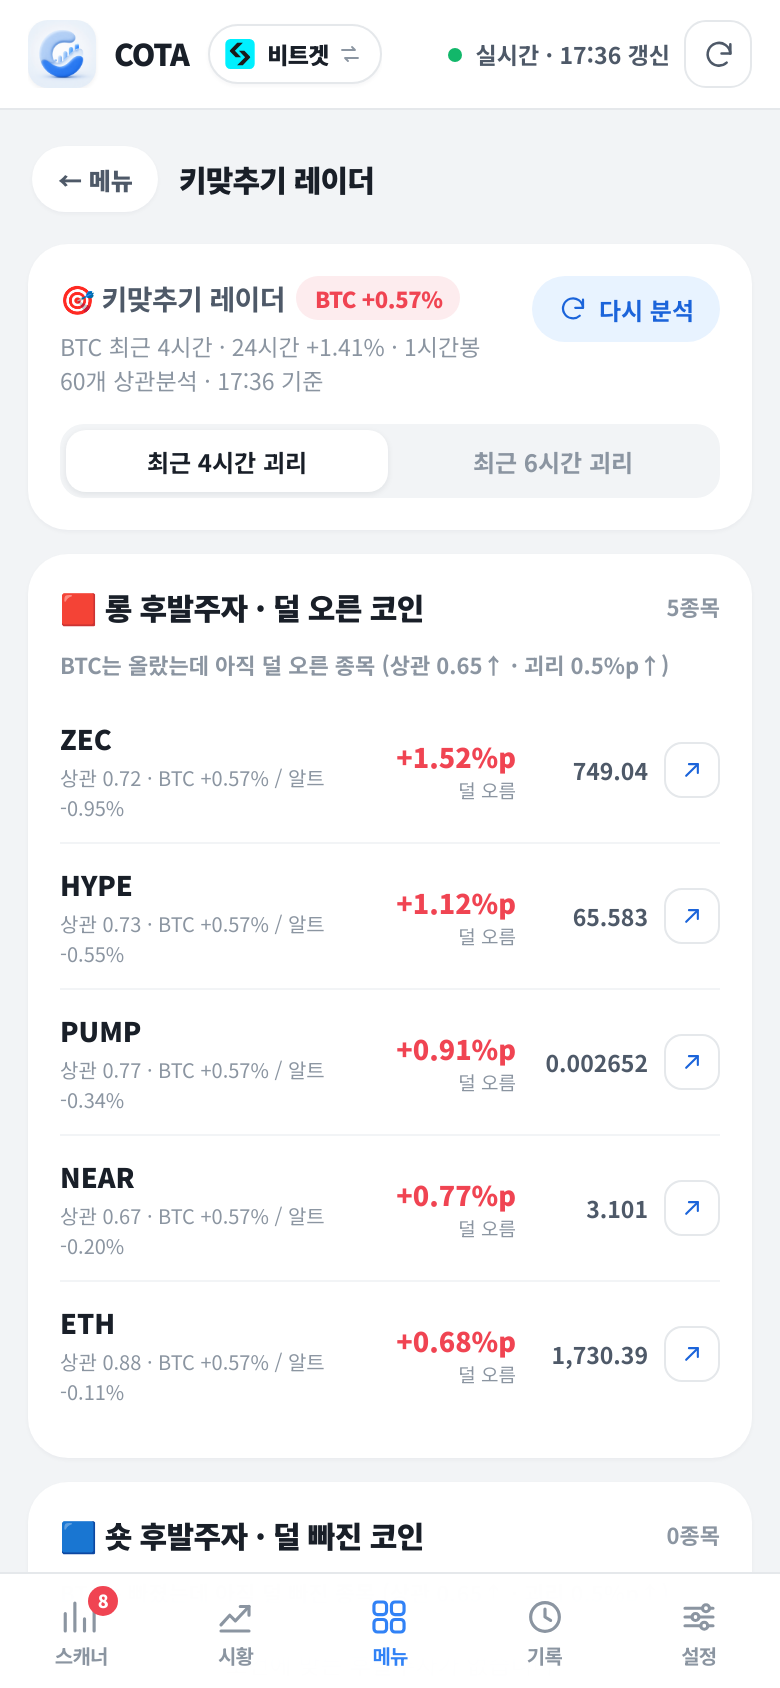 COTA
비트겟
실시간 · 17:36 갱신
← 메뉴
키맞추기 레이더
키맞추기 레이더
BTC +0.57%
다시 분석
BTC 최근 4시간 · 24시간 +1.41% · 1시간봉
60개 상관분석 · 17:36 기준
최근 4시간 괴리
최근 6시간 괴리
롱 후발주자 · 덜 오른 코인
5종목
BTC는 올랐는데 아직 덜 오른 종목 (상관 0.65↑ · 괴리 0.5%p↑)
ZEC
상관 0.72 · BTC +0.57% / 알트
-0.95%
+1.52%p
덜 오름
749.04
HYPE
상관 0.73 · BTC +0.57% / 알트
-0.55%
+1.12%p
덜 오름
65.583
PUMP
상관 0.77 · BTC +0.57% / 알트
-0.34%
+0.91%p
덜 오름
0.002652
NEAR
상관 0.67 · BTC +0.57% / 알트
-0.20%
+0.77%p
덜 오름
3.101
ETH
상관 0.88 · BTC +0.57% / 알트
-0.11%
+0.68%p
덜 오름
1,730.39
숏 후발주자 · 덜 빠진 코인
0종목
8
스캐너
시황
메뉴
기록
설정